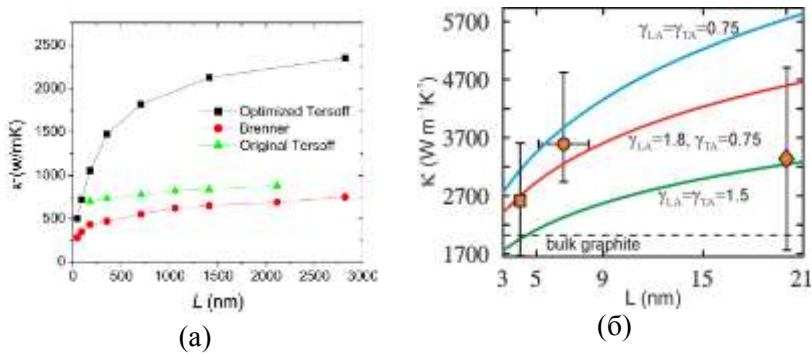 2500
2000
1500
1000
500
0
κ (w/mK)
Optimized Tersoff
Brenner
Original Tersoff
0 500 1000 1500 2000 2500 3000
L (nm)
(а)
5700
4700
3700
2700
1700
К (W m⁻¹K⁻¹)
б
γLA=γTA=0.75
γLA=1.8, γTA=0.75
γLA=γTA=1.5
bulk graphite
3 5 9 15 21
L (nm)
(б)